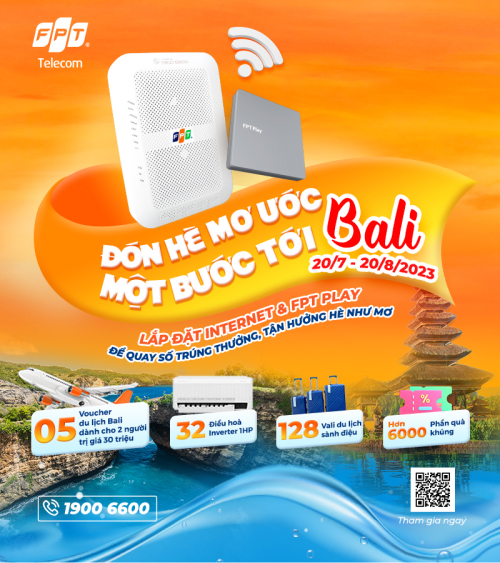 FPT
Telecom
FPT
FPT Play
ĐÓN HÈ MƠ ƯỚC
MỘT BƯỚC TỚI
Bali
20/7 - 20/8/2023
LẮP ĐẶT INTERNET & FPT PLAY
ĐỂ QUAY SỐ TRÚNG THƯỞNG, TẬN HƯỞNG HÈ NHƯ MƠ
05
Voucher
du lịch Bali
dành cho 2 người
trị giá 30 triệu
32
Điều hoà
Inverter 1HP
128
Vali du lịch
sành điệu
Hơn
6000
Phần quà
khủng
1900 6600
Tham gia ngay